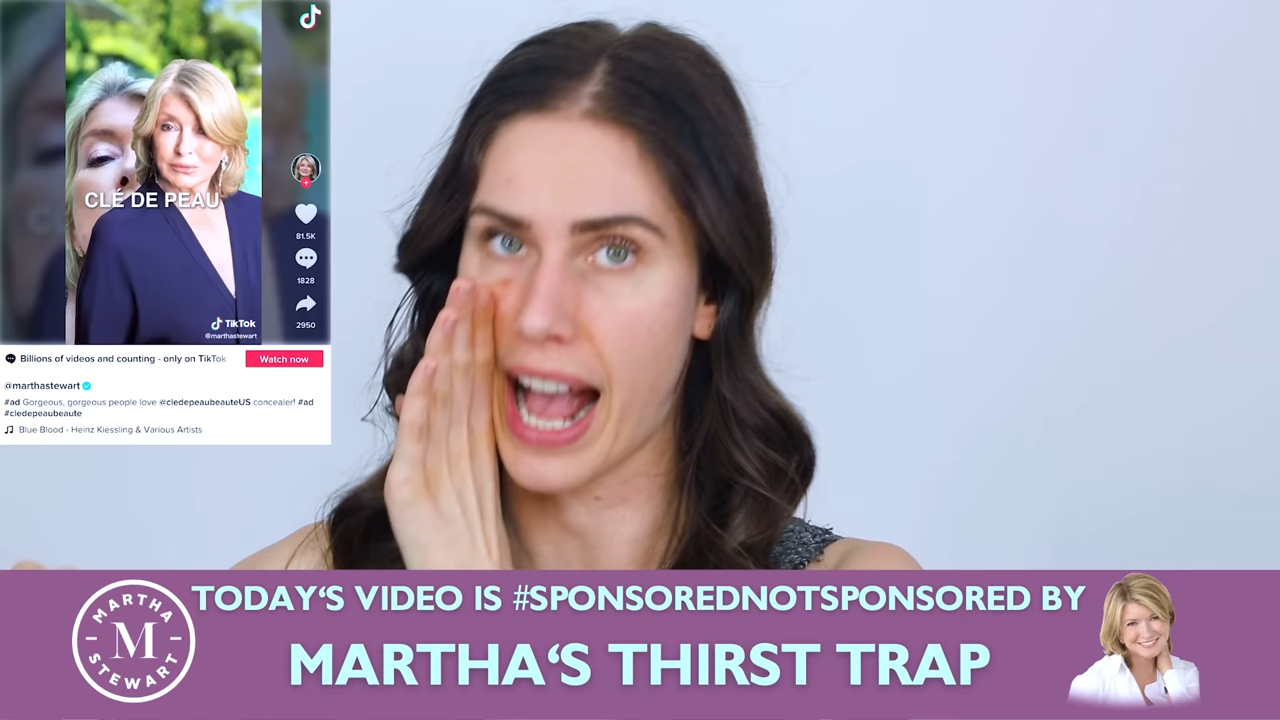 CLÉ DE PEAU
81.5K
1828
2950
TikTok
@marthastewart
Billions of videos and counting - only on TikTok
Watch now
@marthastewart
#ad Gorgeous, gorgeous people love @cledepeaubeauteUS concealer! #ad
#cledepeaubeaute
Blue Blood - Heinz Kiessling & Various Artists
MARTHA
M
STEWART
TODAY'S VIDEO IS #SPONSOREDNOTSPONSORED BY
MARTHA'S THIRST TRAP